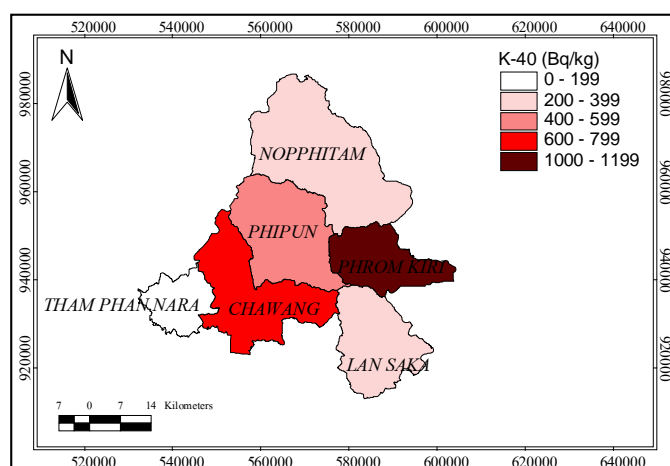 520000 540000 560000 580000 600000 620000 640000
N
K-40 (Bq/kg)
0 - 199
200 - 399
400 - 599
600 - 799
1000 - 1199
980000 980000
960000 960000
940000 940000
920000 920000
NOPPHITAM
PHIPUN
PHROM KIRI
THAM PHAN NARA
CHAWANG
LAN SAKA
7 0 7 14 Kilometers
520000 540000 560000 580000 600000 620000 640000